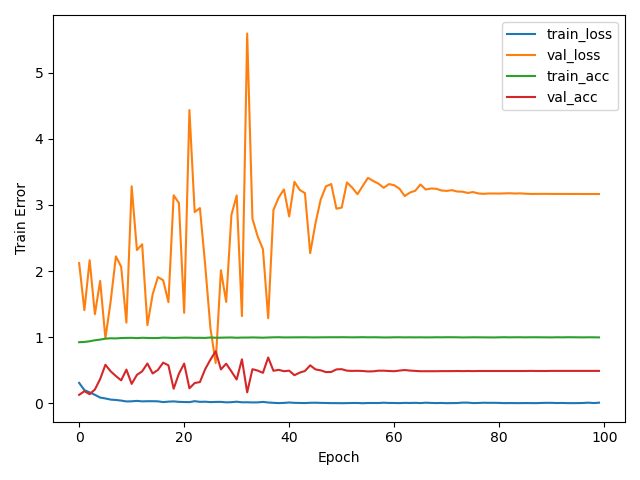 train_loss
val_loss
train_acc
val_acc
Train Error
5
4
3
2
1
0
0 20 40 60 80 100
Epoch